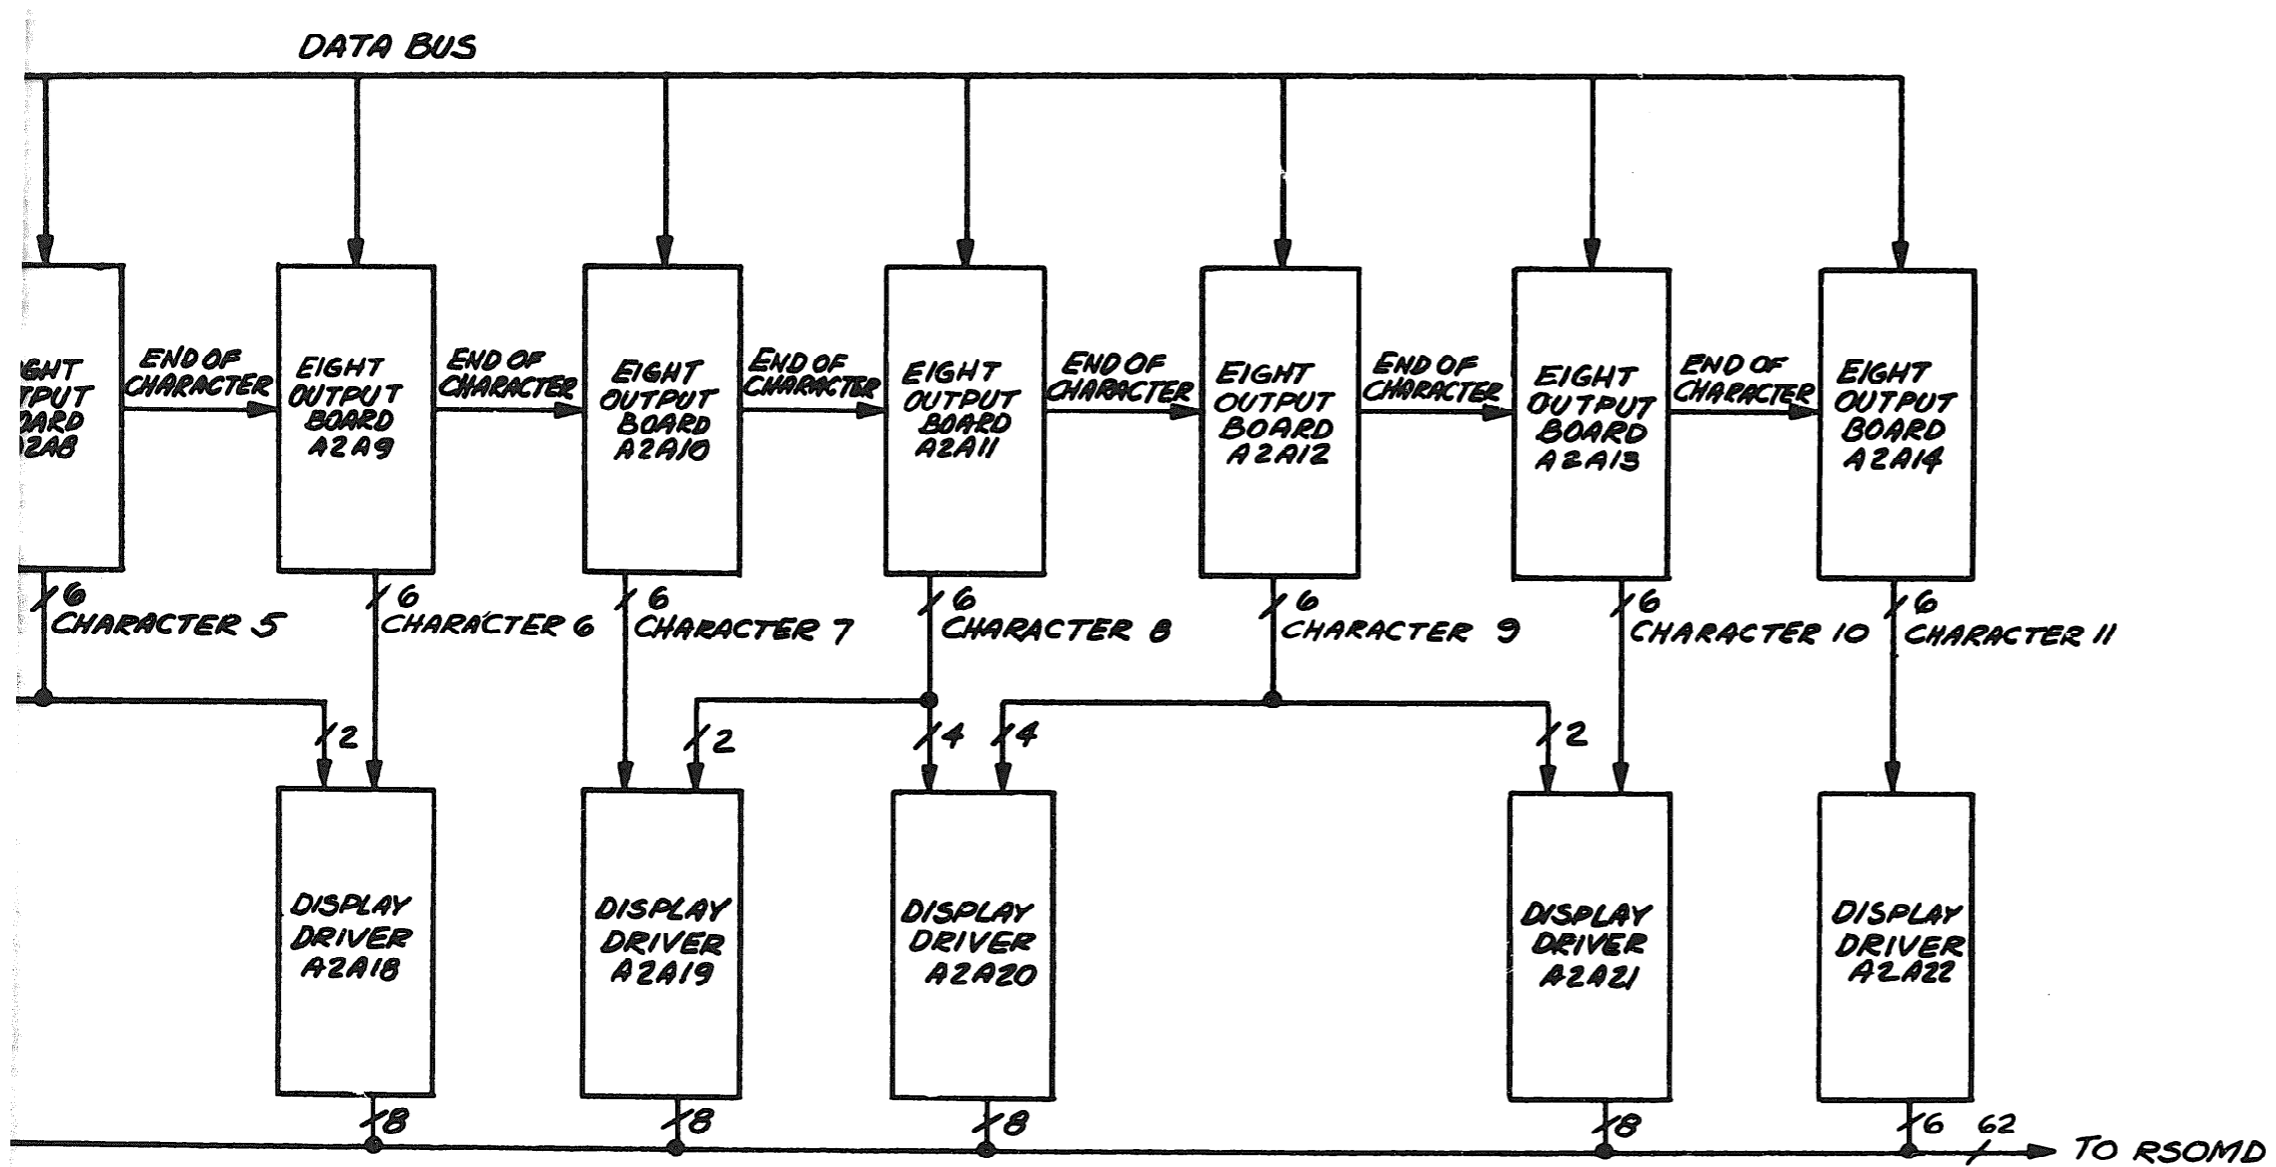 DATA BUS
END OF
CHARACTER
END OF
CHARACTER
END OF
CHARACTER
END OF
CHARACTER
END OF
CHARACTER
END OF
CHARACTER
GHT
TPUT
ARD
2A8
EIGHT
OUTPUT
BOARD
A2A9
EIGHT
OUTPUT
BOARD
A2A10
EIGHT
OUTPUT
BOARD
A2A11
EIGHT
OUTPUT
BOARD
A2A12
EIGHT
OUTPUT
BOARD
A2A13
EIGHT
OUTPUT
BOARD
A2A14
6
CHARACTER 5
6
CHARACTER 6
6
CHARACTER 7
6
CHARACTER 8
6
CHARACTER 9
6
CHARACTER 10
6
CHARACTER 11
2
2
4
4
2
DISPLAY
DRIVER
A2A18
DISPLAY
DRIVER
A2A19
DISPLAY
DRIVER
A2A20
DISPLAY
DRIVER
A2A21
DISPLAY
DRIVER
A2A22
8
8
8
8
6
62
TO RSOMD